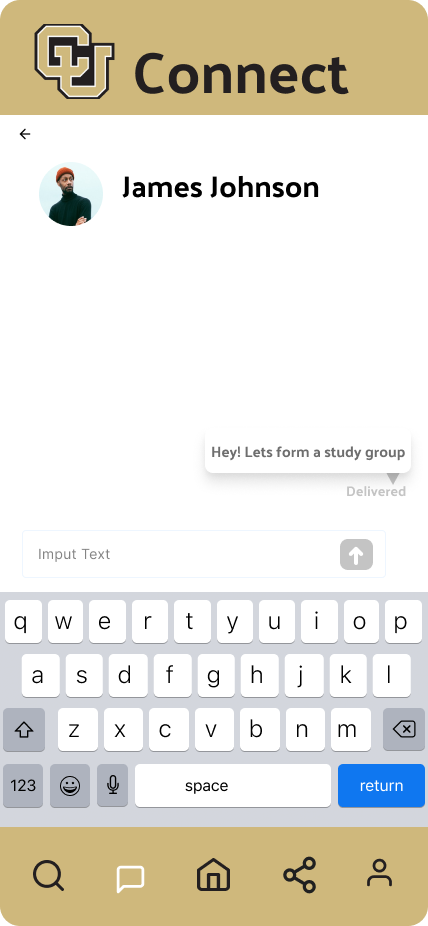 CU Connect
James Johnson
Hey! Lets form a study group
Delivered
Imput Text
q w e r t y u i o p
a s d f g h j k l
z x c v b n m
123 space return